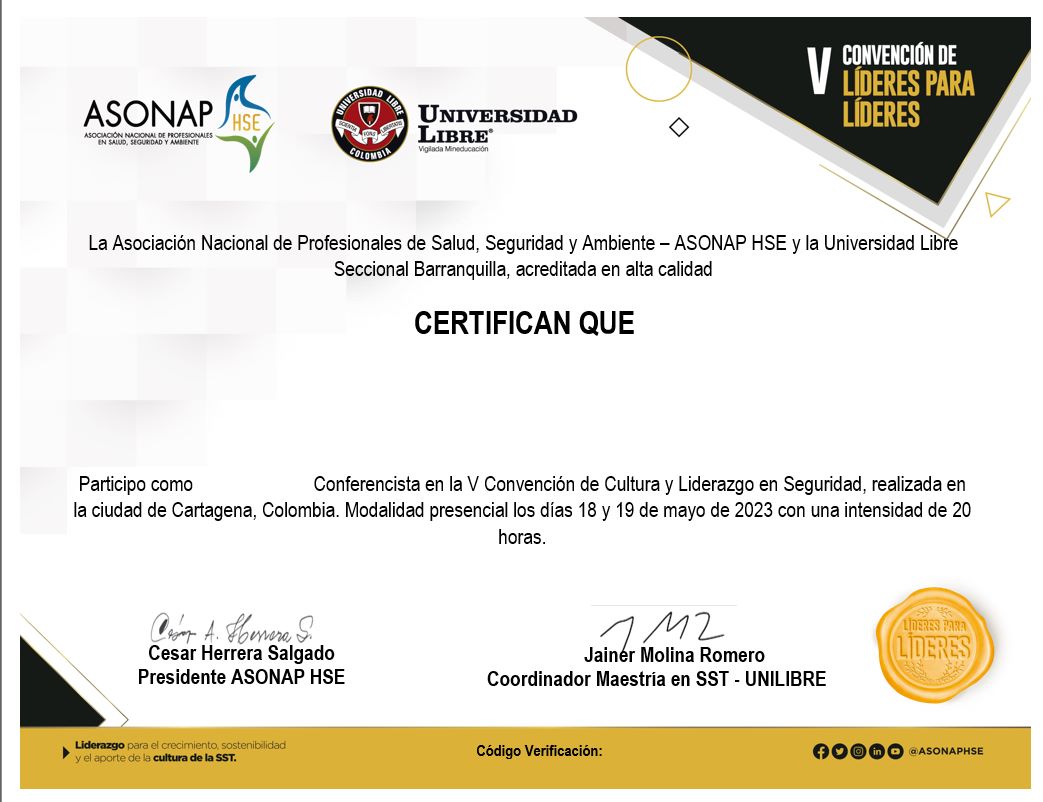 ASONAP
HSE
ASOCIACIÓN NACIONAL DE PROFESIONALES
EN SALUD, SEGURIDAD Y AMBIENTE
UNIVERSIDAD LIBRE
COLOMBIA
UNIVERSIDAD
LIBRE®
Vigilada Mineducación
V
CONVENCIÓN DE
LÍDERES PARA
LÍDERES
La Asociación Nacional de Profesionales de Salud, Seguridad y Ambiente – ASONAP HSE y la Universidad Libre
Seccional Barranquilla, acreditada en alta calidad
CERTIFICAN QUE
Participo como Conferencista en la V Convención de Cultura y Liderazgo en Seguridad, realizada en
la ciudad de Cartagena, Colombia. Modalidad presencial los días 18 y 19 de mayo de 2023 con una intensidad de 20
horas.
César A. Herrera S.
Cesar Herrera Salgado
Presidente ASONAP HSE
Jainer Molina Romero
Coordinador Maestría en SST - UNILIBRE
LÍDERES PARA
LÍDERES
Liderazgo para el crecimiento, sostenibilidad
y el aporte de la cultura de la SST.
Código Verificación:
@ASONAPHSE